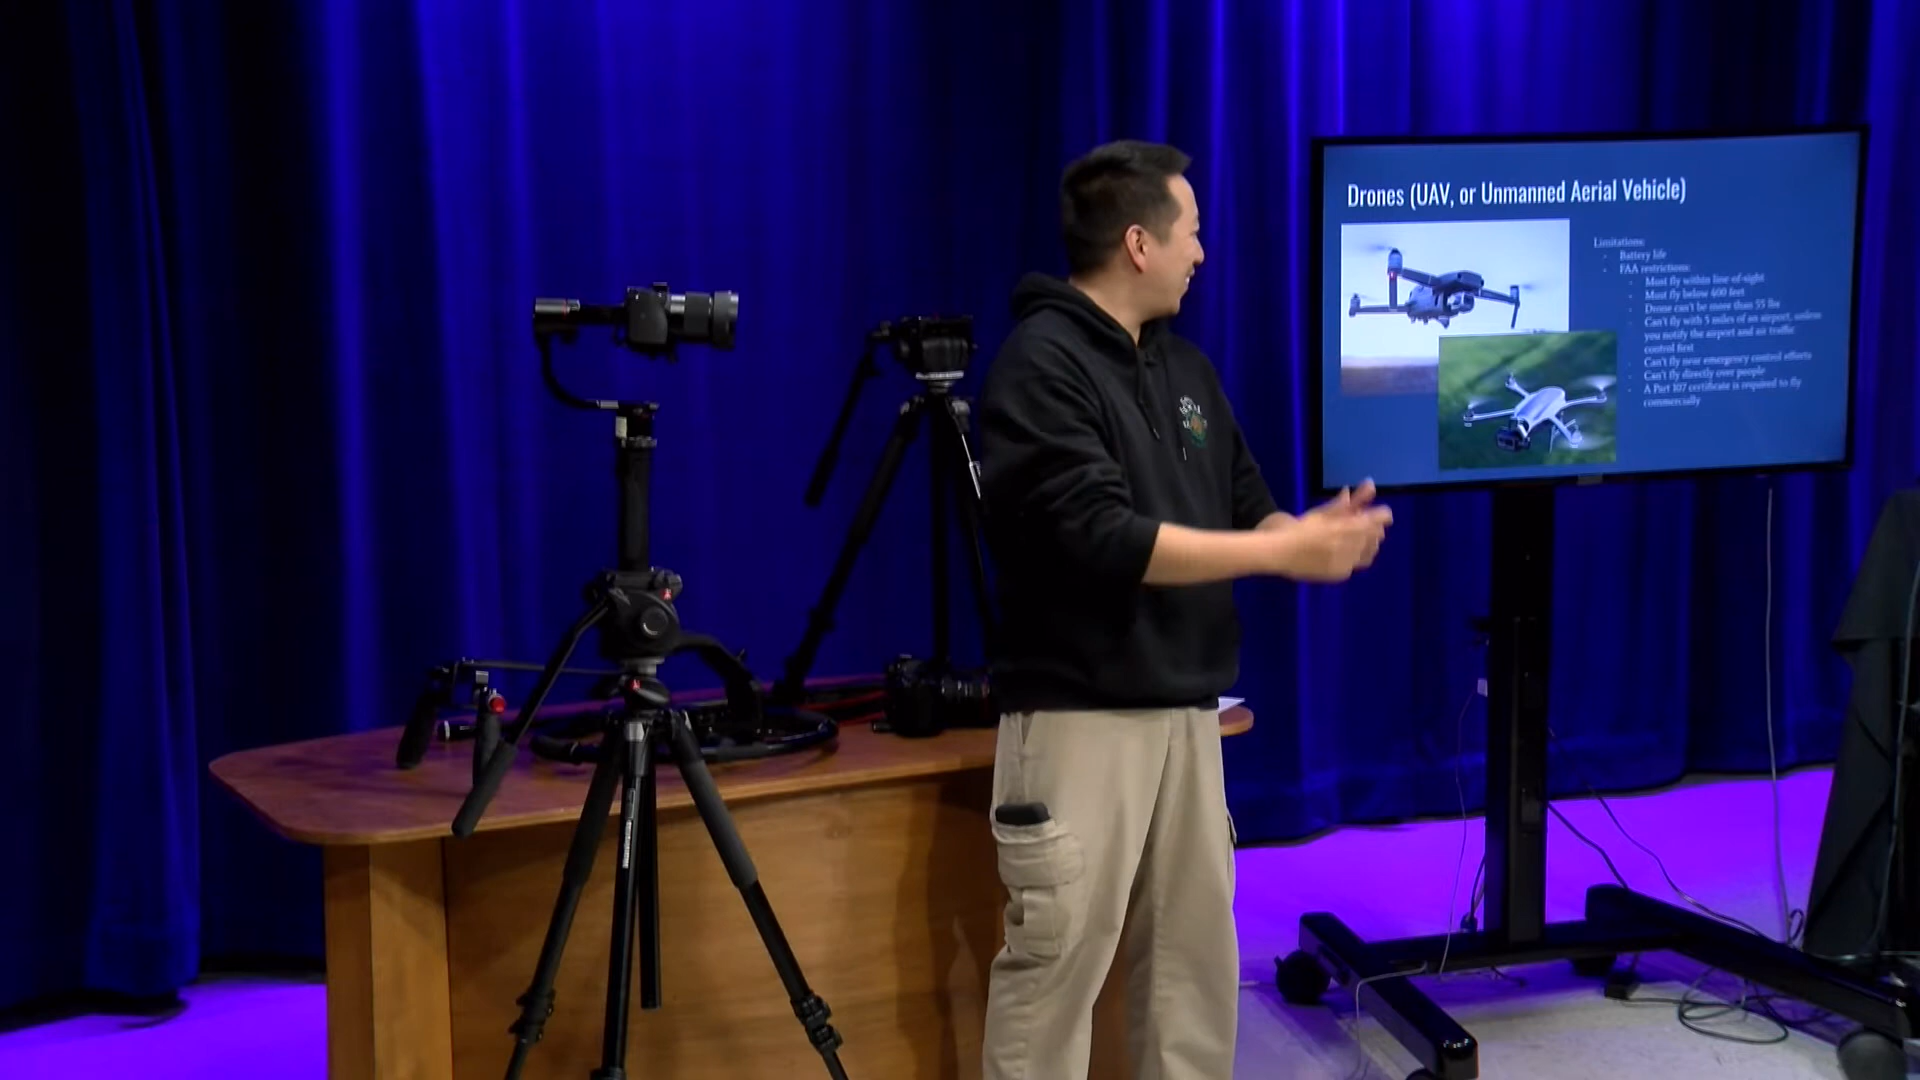 Drones (UAV, or Unmanned Aerial Vehicle)
Limitations:
Battery life
FAA restrictions:
Must fly within line-of-sight
Must fly below 400 feet
Drone can't be more than 55 lbs
Can't fly with 5 miles of an airport, unless
you notify the airport and air traffic
control first
Can't fly near emergency control efforts
Can't fly directly over people
A Part 107 certificate is required to fly
commercially